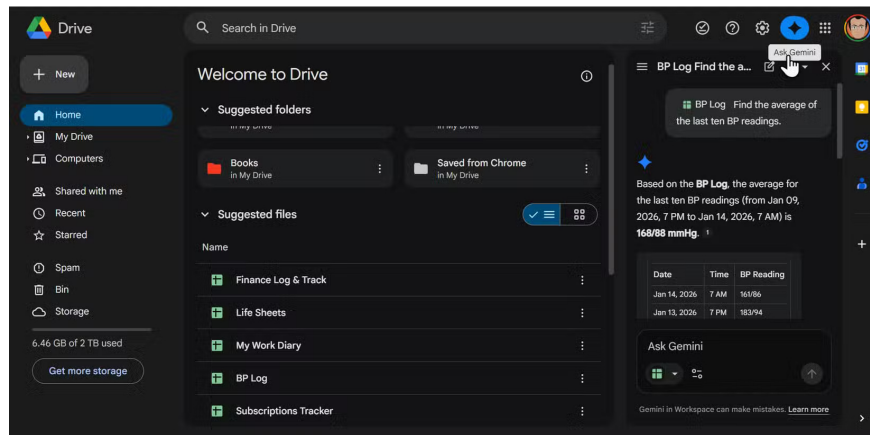 Drive
Search in Drive
Ask Gemini
New
Home
My Drive
Computers
Shared with me
Recent
Starred
Spam
Bin
Storage
6.46 GB of 2 TB used
Get more storage
Welcome to Drive
Suggested folders
in My Drive
in My Drive
Books
in My Drive
Saved from Chrome
in My Drive
Suggested files
Name
Finance Log & Track
Life Sheets
My Work Diary
BP Log
Subscriptions Tracker
BP Log Find the a...
BP Log Find the average of
the last ten BP readings.
Based on the BP Log, the average for
the last ten BP readings (from Jan 09,
2026, 7 PM to Jan 14, 2026, 7 AM) is
168/88 mmHg. 1
Date Time BP Reading
Jan 14, 2026 7 AM 161/86
Jan 13, 2026 7 PM 183/94
Ask Gemini
Gemini in Workspace can make mistakes. Learn more